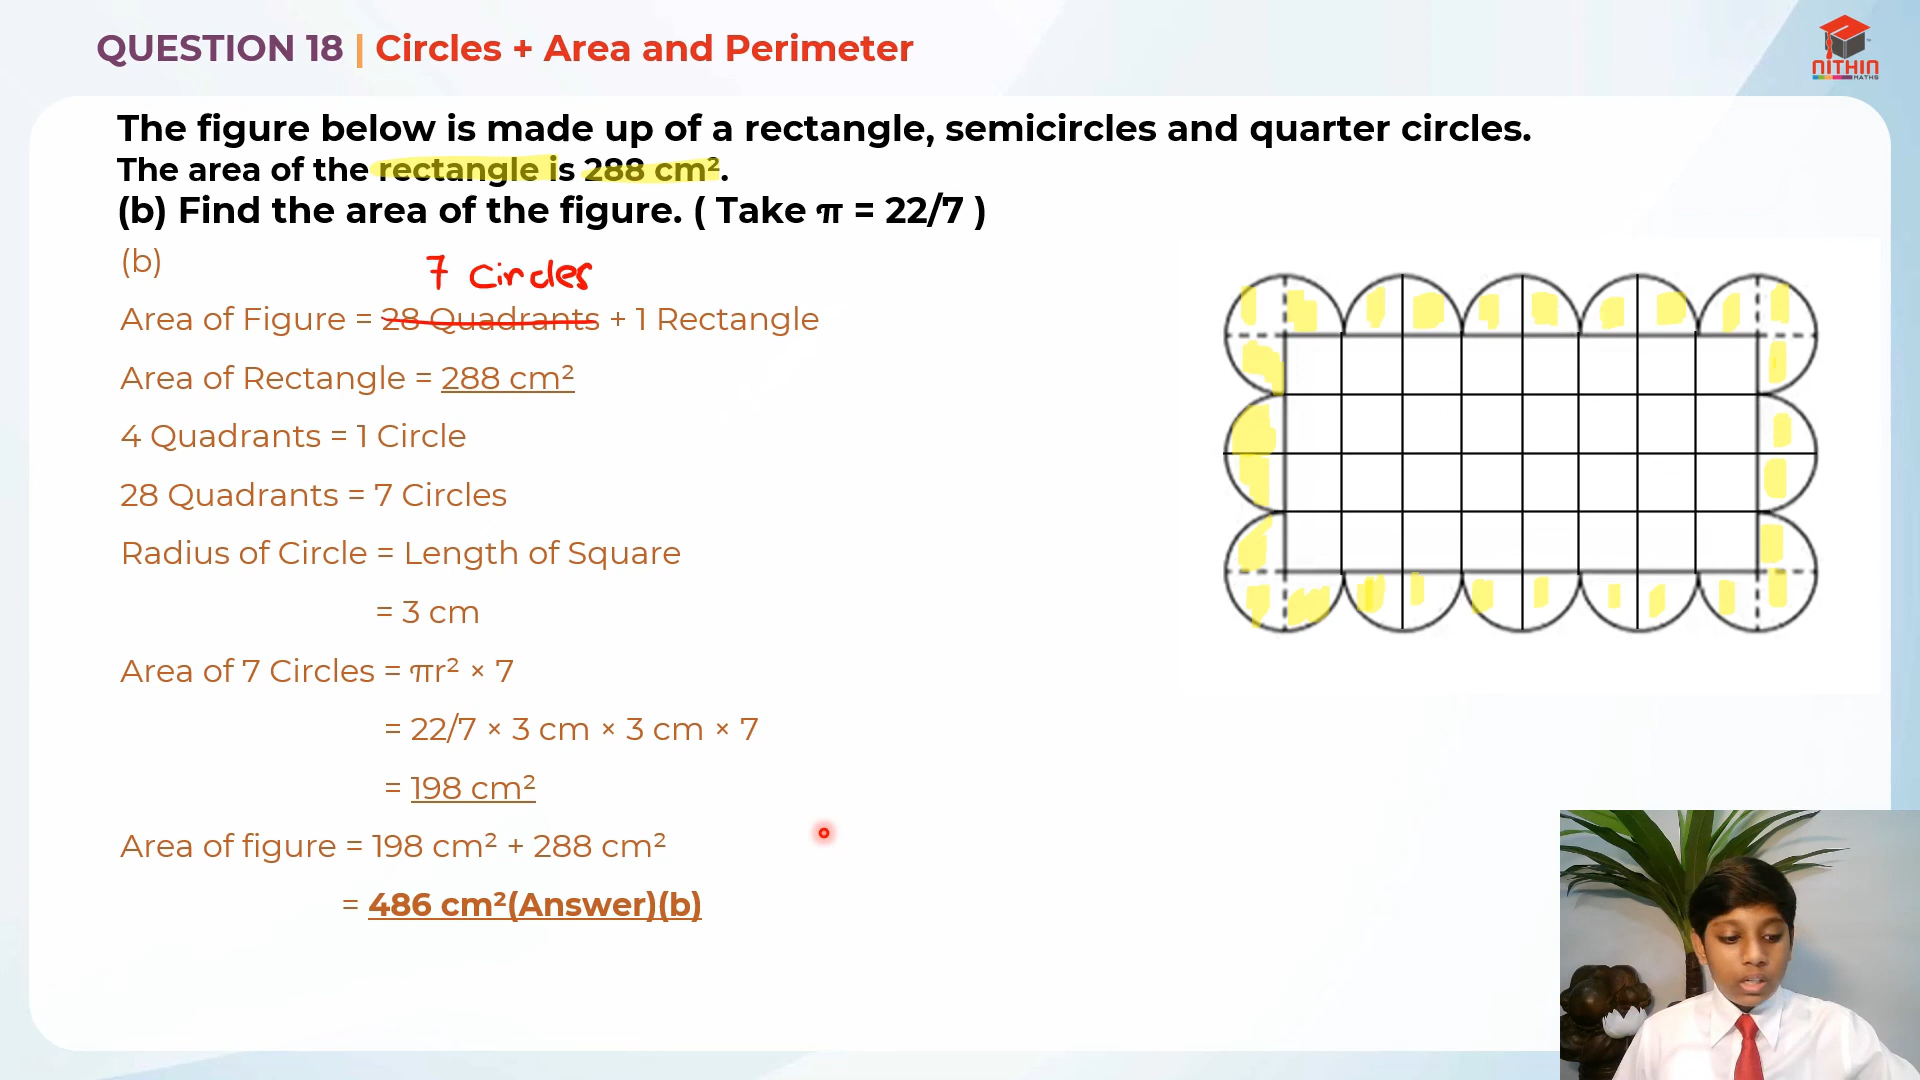 QUESTION 18 | Circles + Area and Perimeter
NITHIN
MATHS
The figure below is made up of a rectangle, semicircles and quarter circles.
The area of the rectangle is 288 cm².
(b) Find the area of the figure. ( Take π = 22/7 )
(b)
7 Circles
Area of Figure = 28 Quadrants + 1 Rectangle
Area of Rectangle = 288 cm²
4 Quadrants = 1 Circle
28 Quadrants = 7 Circles
Radius of Circle = Length of Square
= 3 cm
Area of 7 Circles = πr² × 7
= 22/7 × 3 cm × 3 cm × 7
= 198 cm²
Area of figure = 198 cm² + 288 cm²
= 486 cm²(Answer)(b)